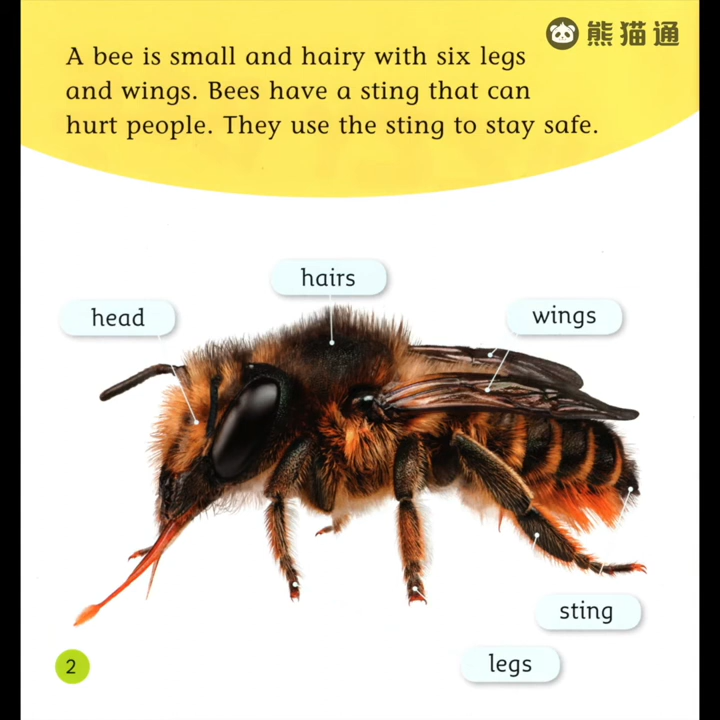 熊猫通
A bee is small and hairy with six legs
and wings. Bees have a sting that can
hurt people. They use the sting to stay safe.
hairs
head
wings
sting
legs
2